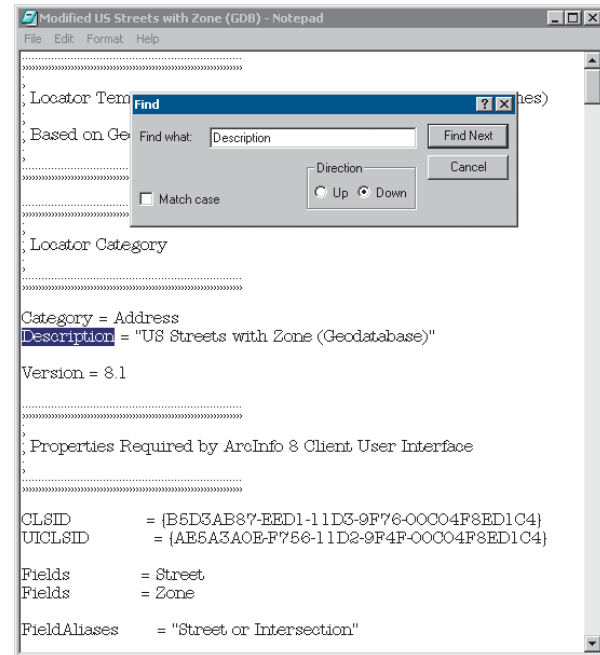 Modified US Streets with Zone (GDB) - Notepad
File Edit Format Help
;;;;;;;;;;;;;;;;;;;;;;;;;;;;;;;;;;;;;;;;;;;;
;
; Locator Tem
hes)
;
; Based on Ge
;
;;;;;;;;;;;;;;;;;;;;;
Find
Find what: Description
Find Next
Direction
Cancel
Match case
Up Down
;;;;;;;;;;;;;;;;;;;;;
;
; Locator Category
;
;;;;;;;;;;;;;;;;;;;;;;;;;;;;;;;;;;;;;;;;;;;;
Category = Address
Description = "US Streets with Zone (Geodatabase)"
Version = 8.1
;;;;;;;;;;;;;;;;;;;;;;;;;;;;;;;;;;;;;;;;;;;;
;
; Properties Required by ArcInfo 8 Client User Interface
;
;;;;;;;;;;;;;;;;;;;;;;;;;;;;;;;;;;;;;;;;;;;;
CLSID = {B5D3AB87-EED1-11D3-9F76-00C04F8ED1C4}
UICLSID = {AE5A3A0E-F756-11D2-9F4F-00C04F8ED1C4}
Fields = Street
Fields = Zone
FieldAliases = "Street or Intersection"